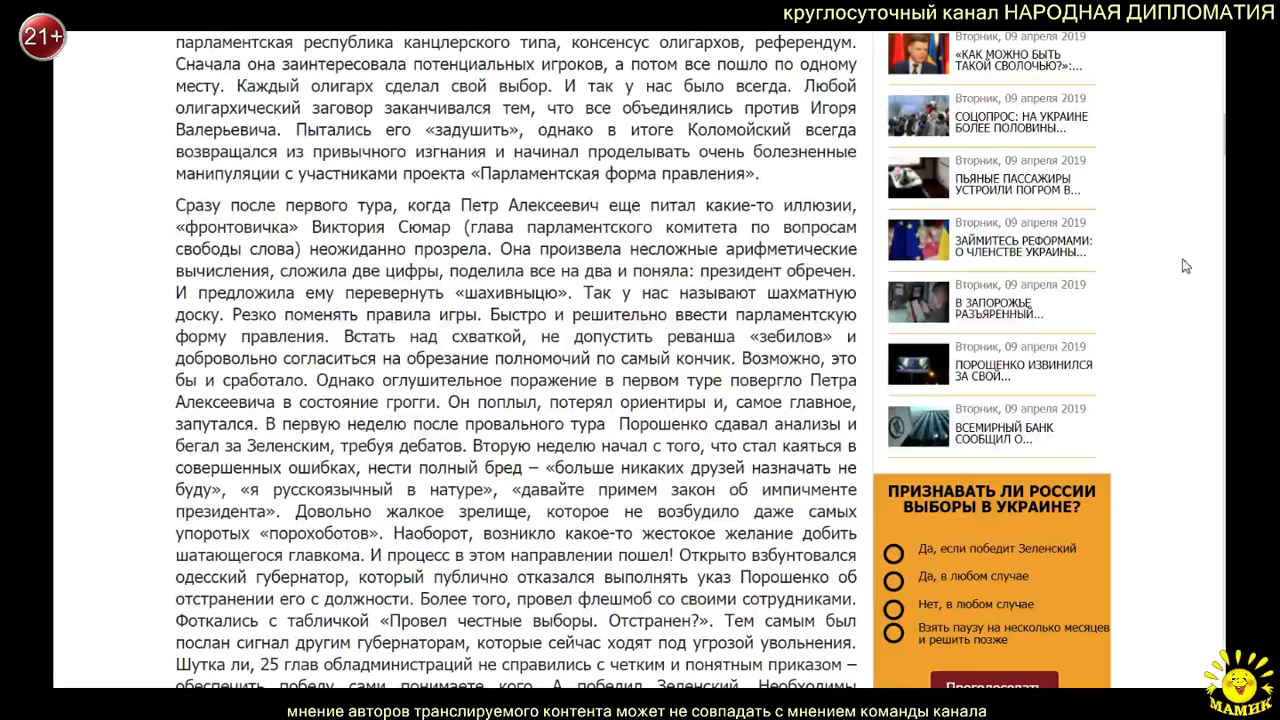 круглосуточный канал НАРОДНАЯ ДИПЛОМАТИЯ
21+
парламентская республика канцлерского типа, консенсус олигархов, референдум.
Сначала она заинтересовала потенциальных игроков, а потом все пошло по одному
месту. Каждый олигарх сделал свой выбор. И так у нас было всегда. Любой
олигархический заговор заканчивался тем, что все объединялись против Игоря
Валерьевича. Пытались его «задушить», однако в итоге Коломойский всегда
возвращался из привычного изгнания и начинал проделывать очень болезненные
манипуляции с участниками проекта «Парламентская форма правления».
Сразу после первого тура, когда Петр Алексеевич еще питал какие-то иллюзии,
«фронтовичка» Виктория Сюмар (глава парламентского комитета по вопросам
свободы слова) неожиданно прозрела. Она произвела несложные арифметические
вычисления, сложила две цифры, поделила все на два и поняла: президент обречен.
И предложила ему перевернуть «шахивныцю». Так у нас называют шахматную
доску. Резко поменять правила игры. Быстро и решительно ввести парламентскую
форму правления. Встать над схваткой, не допустить реванша «зебилов» и
добровольно согласиться на обрезание полномочий по самый кончик. Возможно, это
бы и сработало. Однако оглушительное поражение в первом туре повергло Петра
Алексеевича в состояние грогги. Он поплыл, потерял ориентиры и, самое главное,
запутался. В первую неделю после провального тура Порошенко сдавал анализы и
бегал за Зеленским, требуя дебатов. Вторую неделю начал с того, что стал каяться в
совершенных ошибках, нести полный бред – «больше никаких друзей назначать не
буду», «я русскоязычный в натуре», «давайте примем закон об импичменте
президента». Довольно жалкое зрелище, которое не возбудило даже самых
упоротых «порохоботов». Наоборот, возникло какое-то жестокое желание добить
шатающегося главкома. И процесс в этом направлении пошел! Открыто взбунтовался
одесский губернатор, который публично отказался выполнять указ Порошенко об
отстранении его с должности. Более того, провел флешмоб со своими сотрудниками.
Фоткались с табличкой «Провел честные выборы. Отстранен?». Тем самым был
послан сигнал другим губернаторам, которые сейчас ходят под угрозой увольнения.
Шутка ли, 25 глав обладминистраций не справились с четким и понятным приказом –
обеспечить победу сами понимаете кого. А победил Зеленский. Необходимы
Вторник, 09 апреля 2019
«КАК МОЖНО БЫТЬ
ТАКОЙ СВОЛОЧЬЮ?»:...
Вторник, 09 апреля 2019
СОЦОПРОС: НА УКРАИНЕ
БОЛЕЕ ПОЛОВИНЫ...
Вторник, 09 апреля 2019
ПЬЯНЫЕ ПАССАЖИРЫ
УСТРОИЛИ ПОГРОМ В...
Вторник, 09 апреля 2019
ЗАЙМИТЕСЬ РЕФОРМАМИ:
О ЧЛЕНСТВЕ УКРАИНЫ...
Вторник, 09 апреля 2019
В ЗАПОРОЖЬЕ
РАЗЪЯРЕННЫЙ...
Вторник, 09 апреля 2019
ПОРОШЕНКО ИЗВИНИЛСЯ
ЗА СВОЙ...
Вторник, 09 апреля 2019
ВСЕМИРНЫЙ БАНК
СООБЩИЛ О...
ПРИЗНАВАТЬ ЛИ РОССИИ
ВЫБОРЫ В УКРАИНЕ?
Да, если победит Зеленский
Да, в любом случае
Нет, в любом случае
Взять паузу на несколько месяцев
и решить позже
Проголосовать
МАМИК
мнение авторов транслируемого контента может не совпадать с мнением команды канала